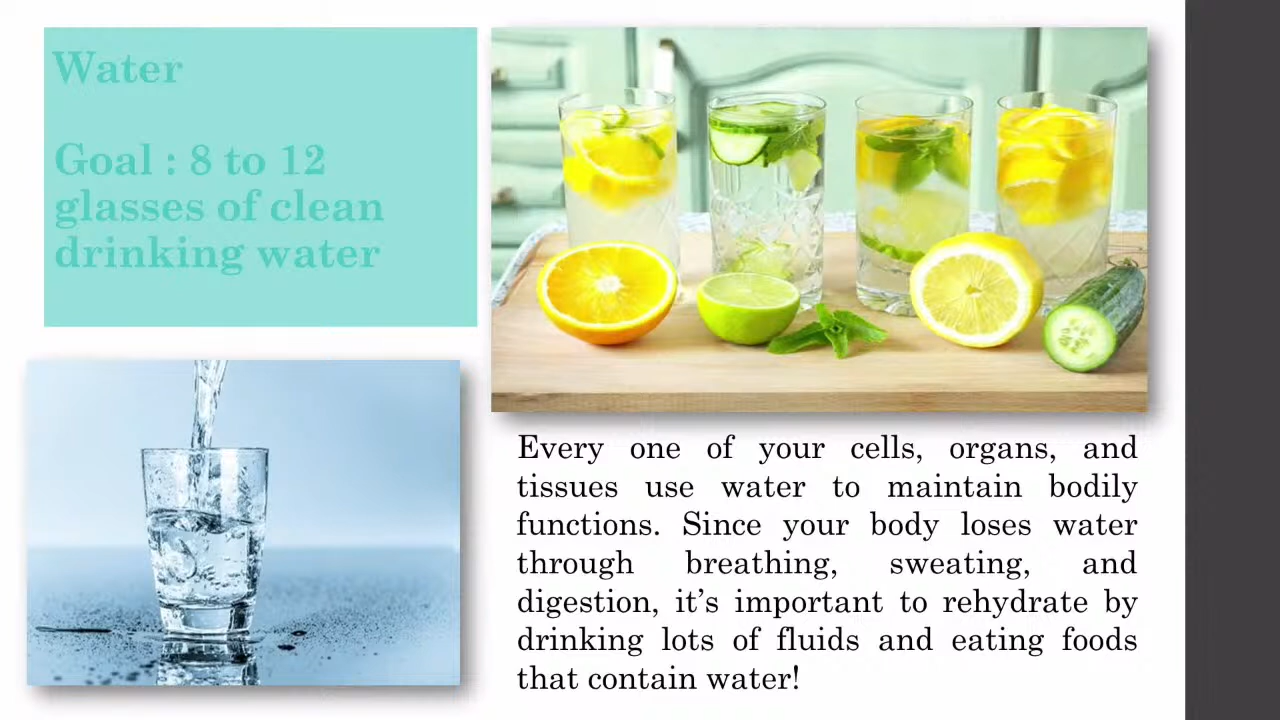 Water
Goal : 8 to 12
glasses of clean
drinking water
Every one of your cells, organs, and
tissues use water to maintain bodily
functions. Since your body loses water
through breathing, sweating, and
digestion, it’s important to rehydrate by
drinking lots of fluids and eating foods
that contain water!